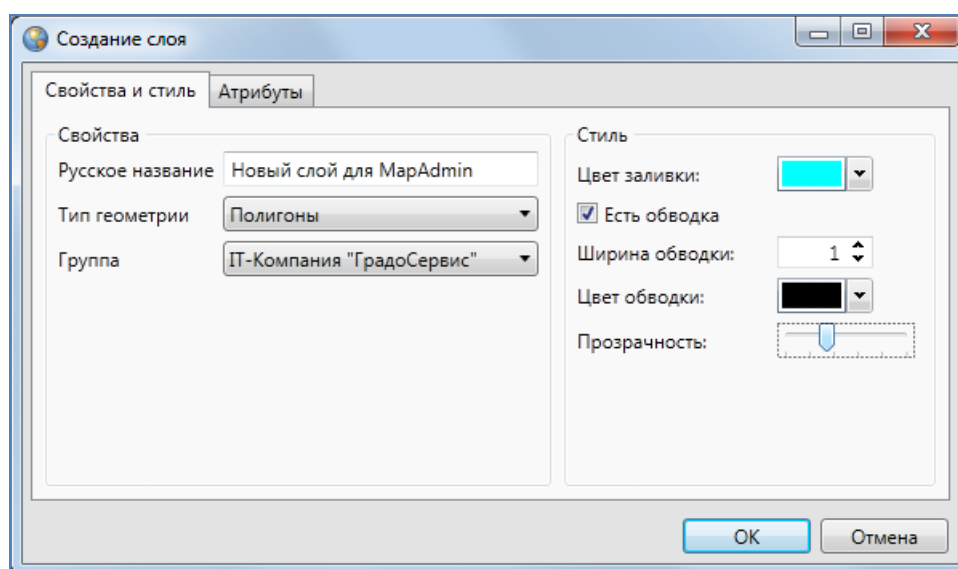 Создание слоя
Свойства и стиль
Атрибуты
Свойства
Русское название
Новый слой для MapAdmin
Тип геометрии
Полигоны
Группа
IT-Компания "ГрадоСервис"
Стиль
Цвет заливки:
Есть обводка
Ширина обводки:
1
Цвет обводки:
Прозрачность:
OK
Отмена